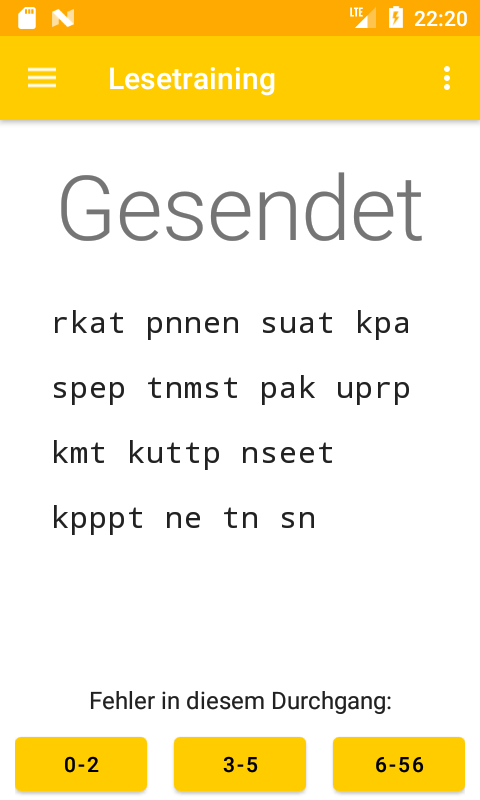 LTE 22:20
Lesetraining
Gesendet
rkat pnnen suat kpa
spep tnmst pak uprp
kmt kuttp nseet
kpppt ne tn sn
Fehler in diesem Durchgang:
0-2 3-5 6-56